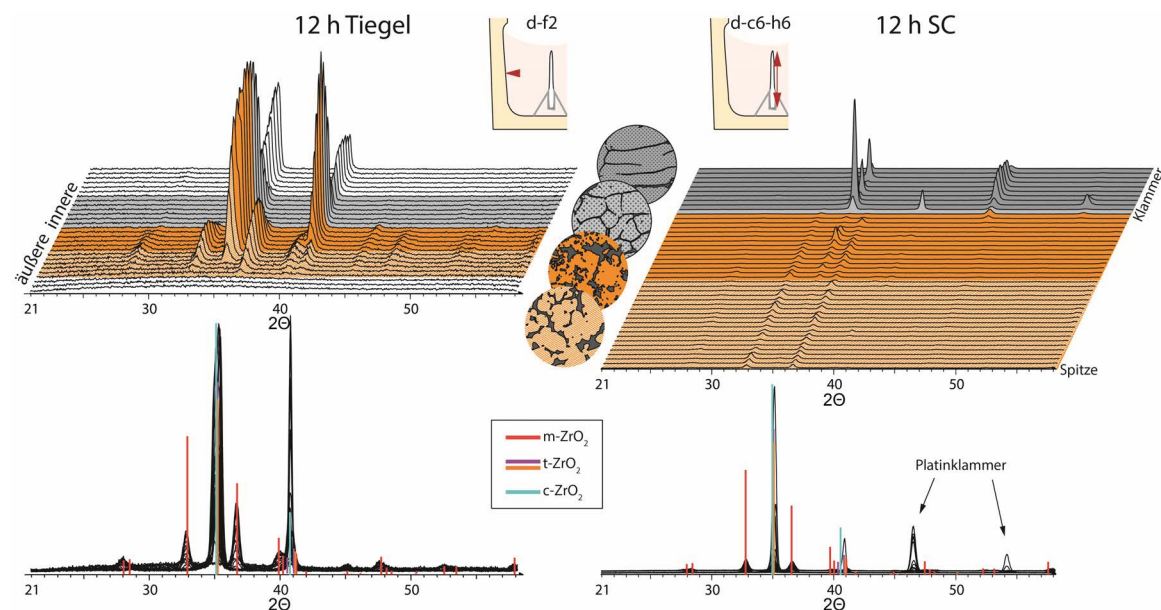 12 h Tiegel
d-f2
d-c6-h6
12 h SC
äußere innere
Klammer
Spitze
21 30 40 50
2Θ
21 30 40 50
2Θ
m-ZrO2
t-ZrO2
c-ZrO2
Platinklammer
21 30 40 50
2Θ
21 30 40 50
2Θ